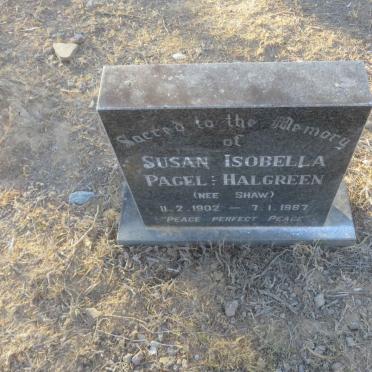 Sacred to the Memory
of
SUSAN ISOBELLA
PAGEL-HALGREEN
(NEE SHAW)
11.2.1902 — 7.1.1987
"PEACE PERFECT PEACE"